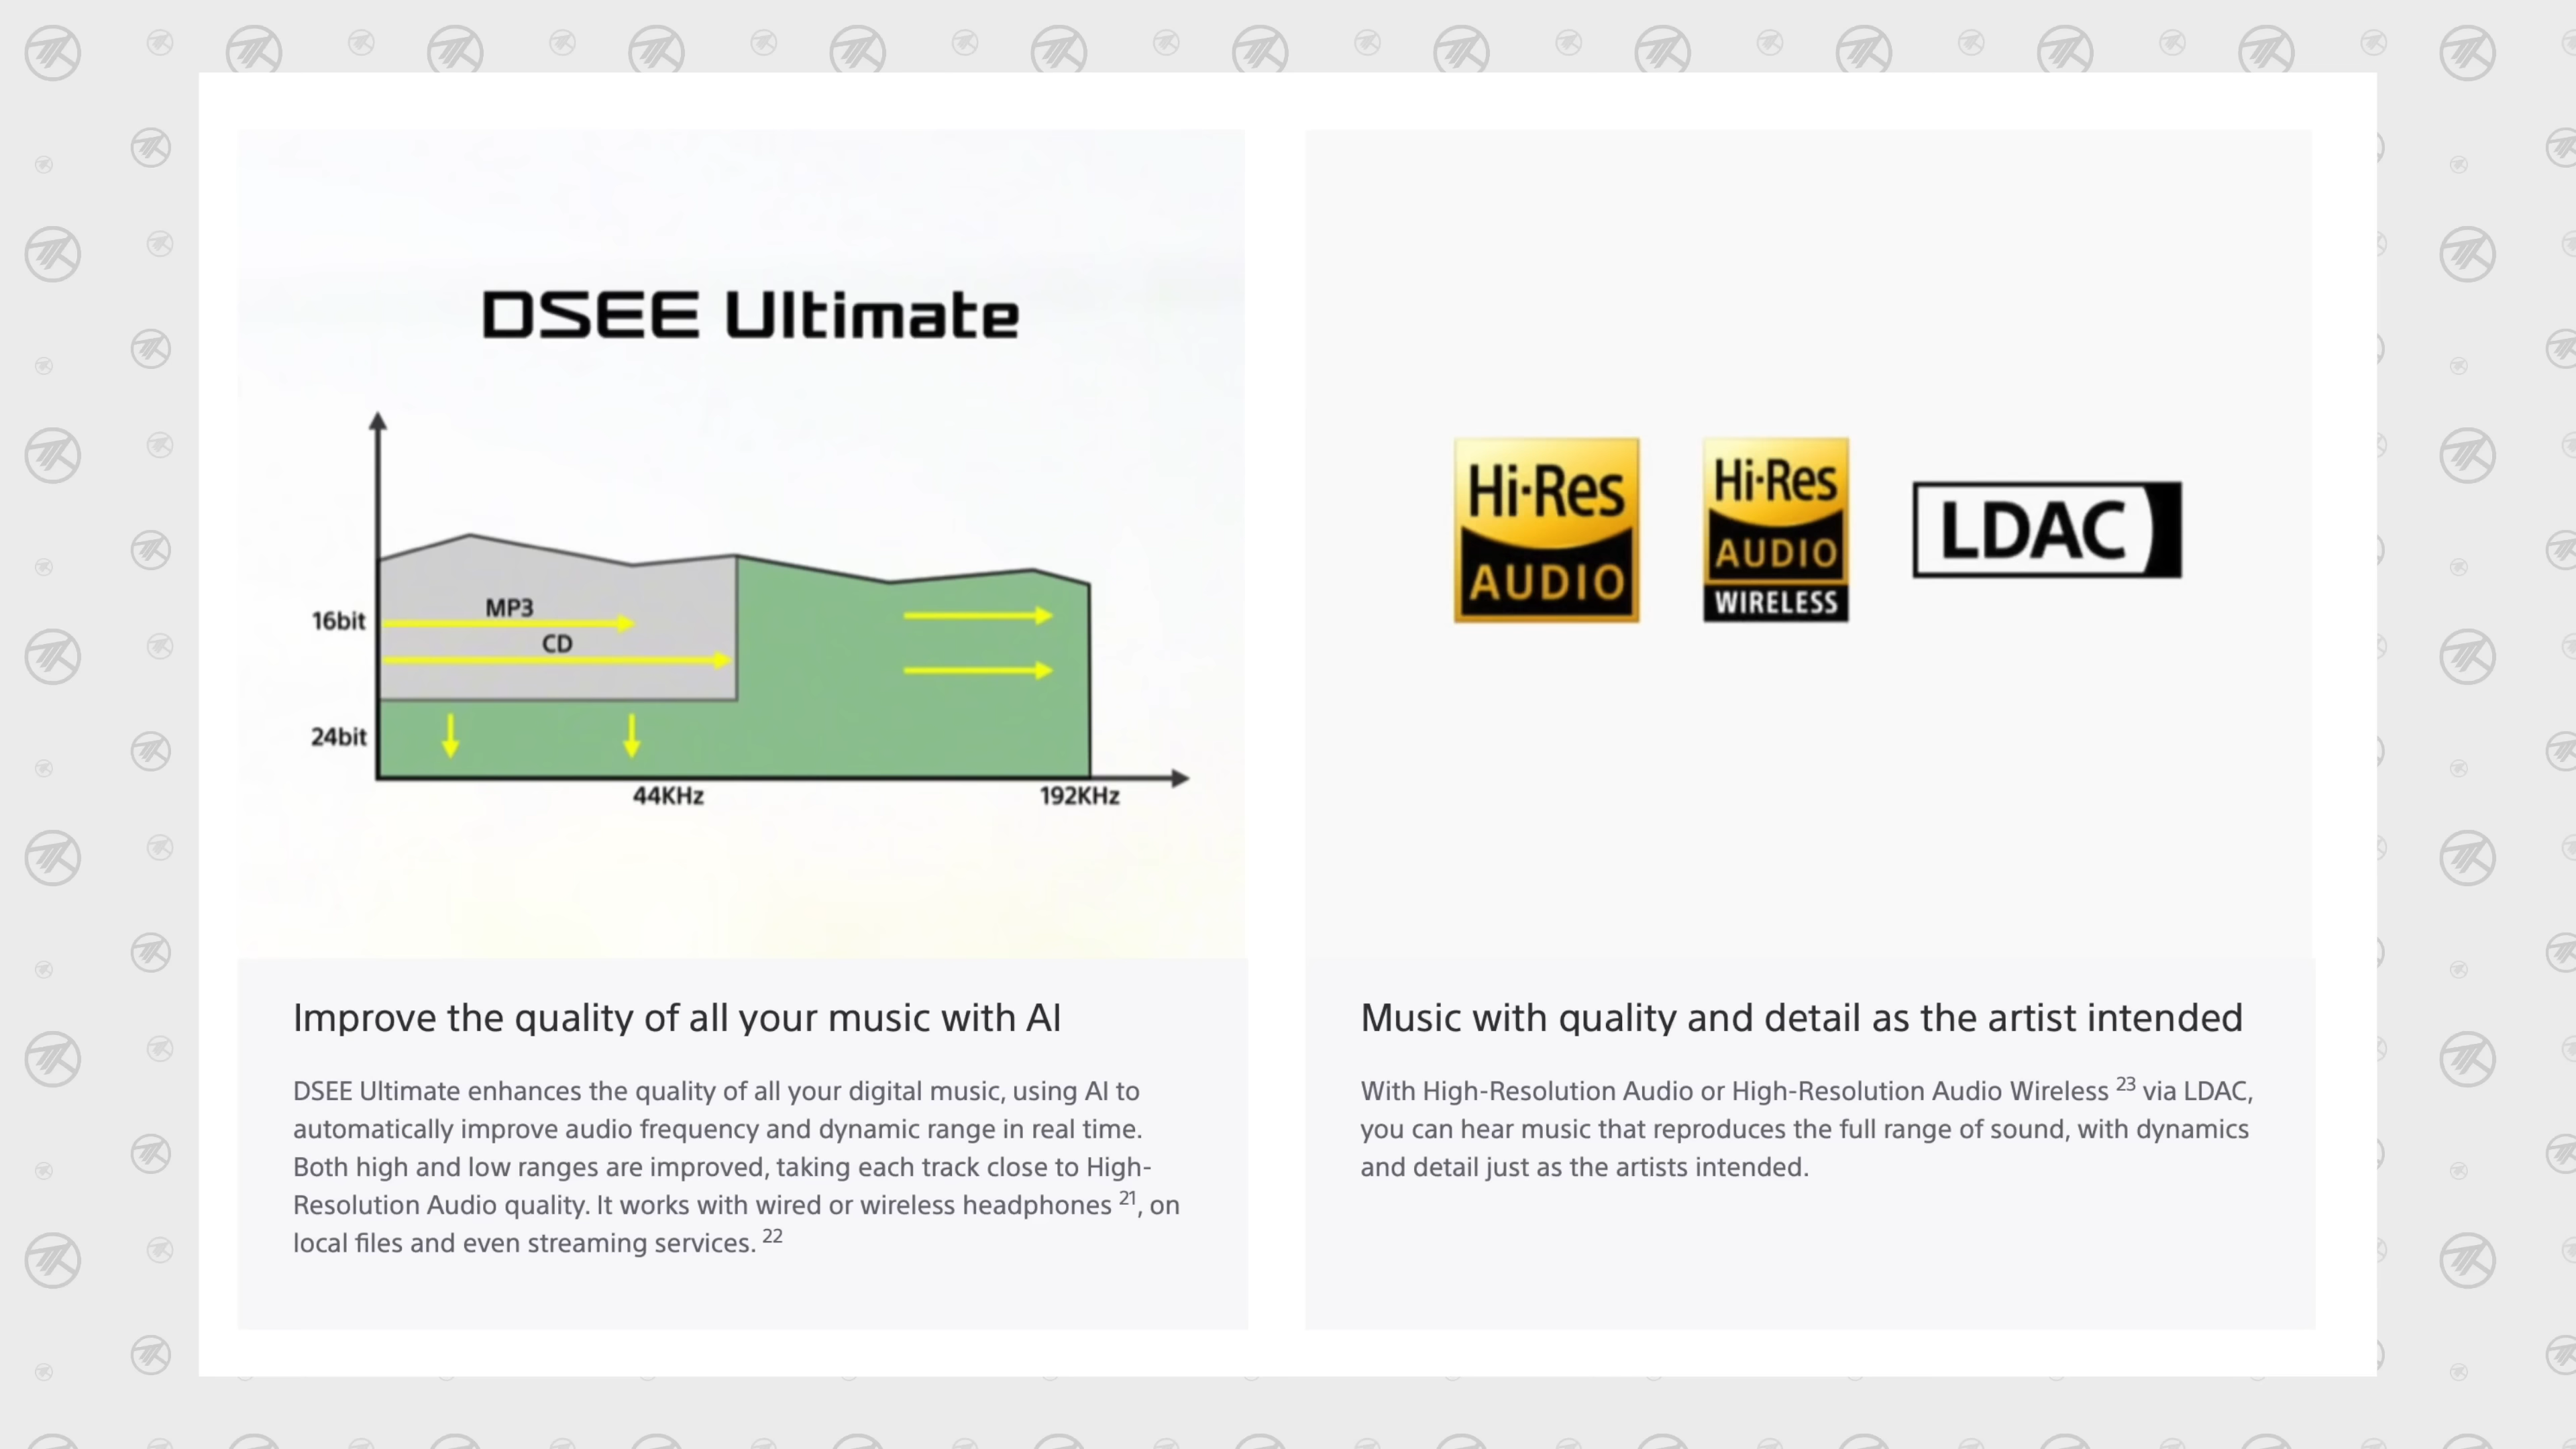 DSEE Ultimate
16bit
MP3
CD
24bit
44KHz
192KHz
Improve the quality of all your music with AI
DSEE Ultimate enhances the quality of all your digital music, using AI to
automatically improve audio frequency and dynamic range in real time.
Both high and low ranges are improved, taking each track close to High-
Resolution Audio quality. It works with wired or wireless headphones 21, on
local files and even streaming services. 22
Hi-Res
AUDIO
Hi-Res
AUDIO
WIRELESS
LDAC
Music with quality and detail as the artist intended
With High-Resolution Audio or High-Resolution Audio Wireless 23 via LDAC,
you can hear music that reproduces the full range of sound, with dynamics
and detail just as the artists intended.